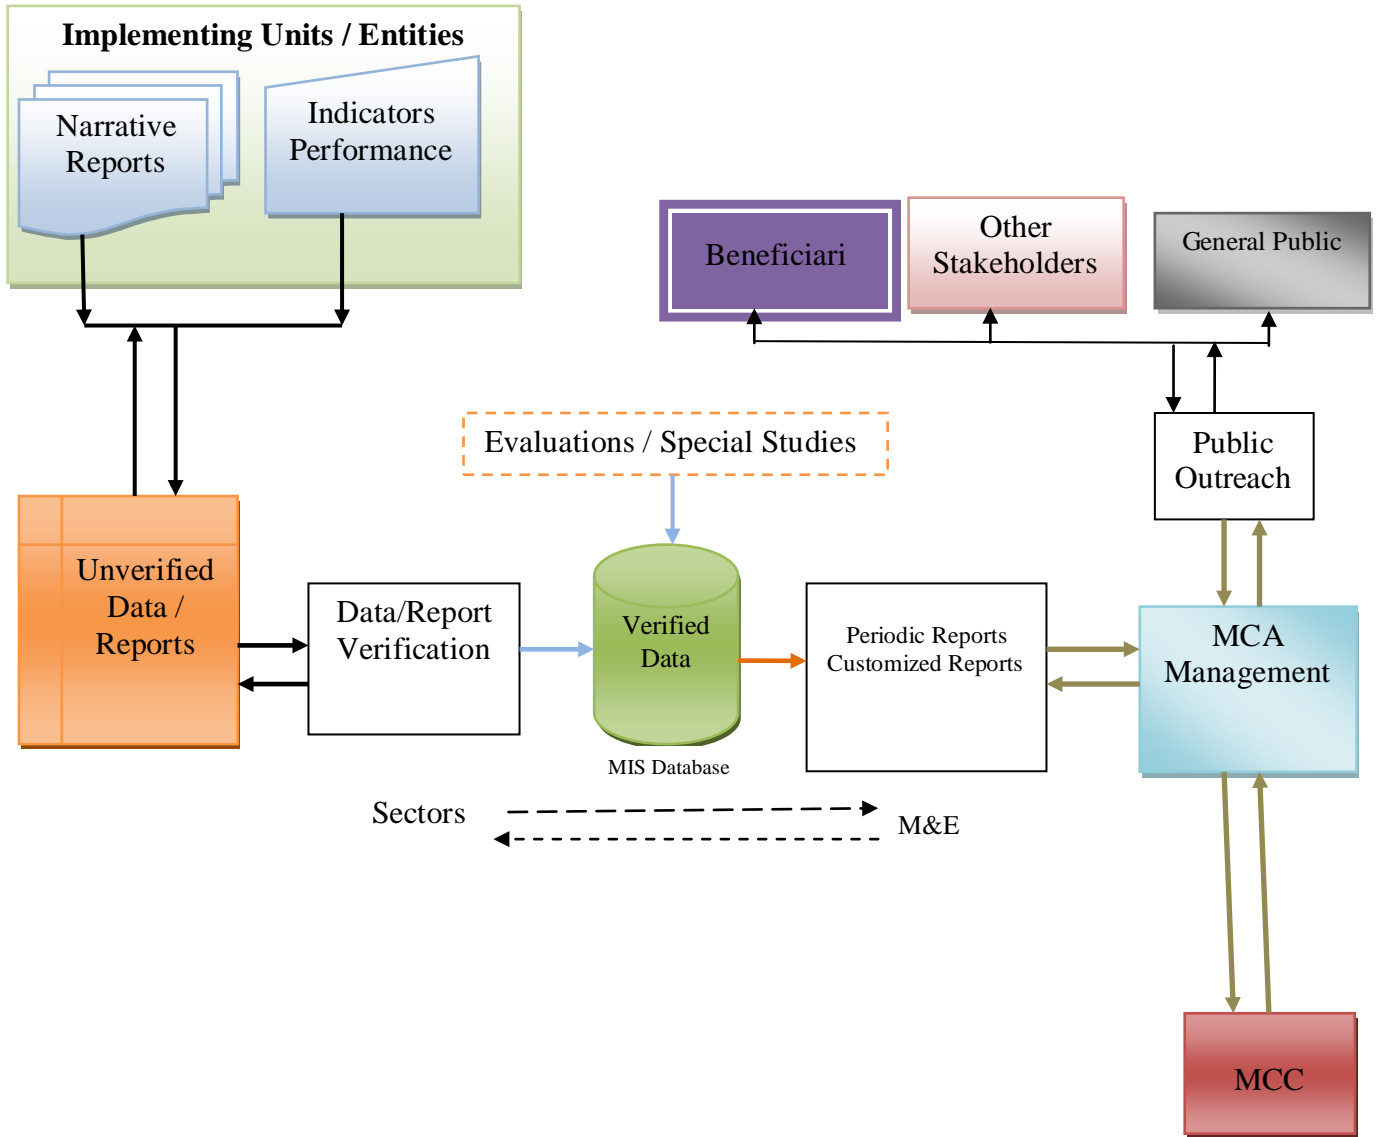 Implementing Units / Entities
Narrative
Reports
Indicators
Performance
Beneficiari
Other
Stakeholders
General Public
Evaluations / Special Studies
Public
Outreach
Unverified
Data /
Reports
Data/Report
Verification
Verified
Data
MIS Database
Periodic Reports
Customized Reports
MCA
Management
Sectors
M&E
MCC